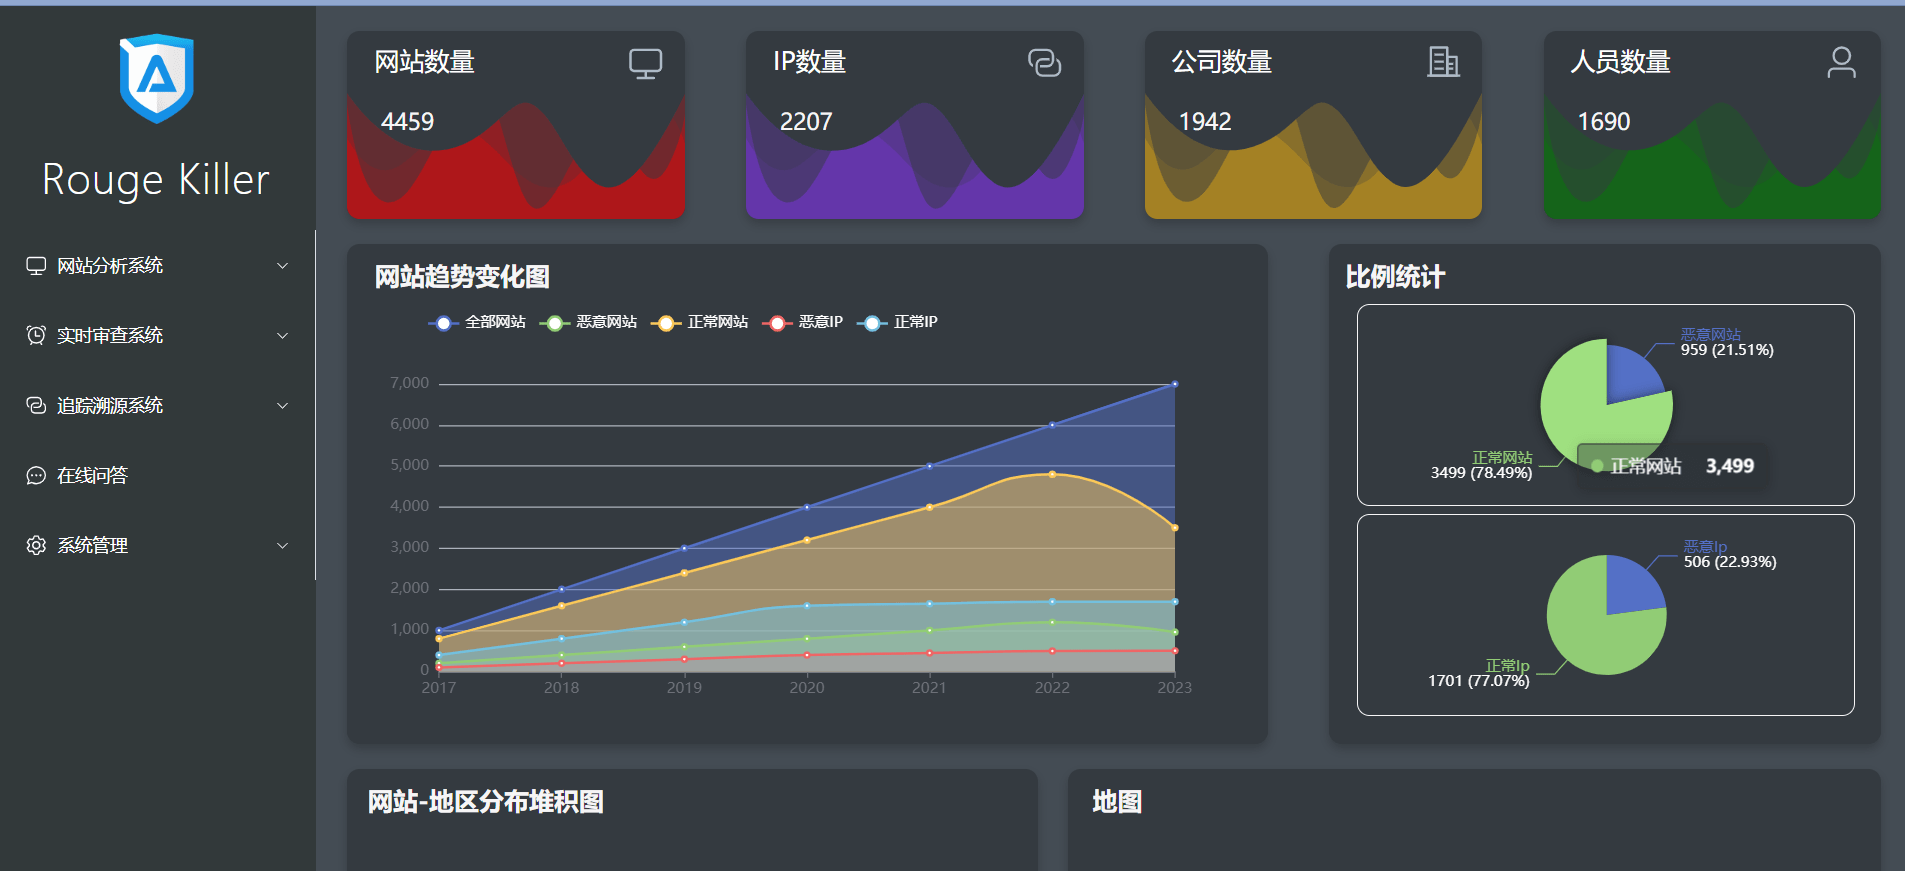 Rouge Killer
网站分析系统
实时审查系统
追踪溯源系统
在线问答
系统管理
网站数量
4459
IP数量
2207
公司数量
1942
人员数量
1690
网站趋势变化图
全部网站 恶意网站 正常网站 恶意IP 正常IP
7,000
6,000
5,000
4,000
3,000
2,000
1,000
0
2017 2018 2019 2020 2021 2022 2023
比例统计
恶意网站
959 (21.51%)
正常网站
3499 (78.49%)
正常网站 3,499
恶意Ip
506 (22.93%)
正常Ip
1701 (77.07%)
网站-地区分布堆积图
地图